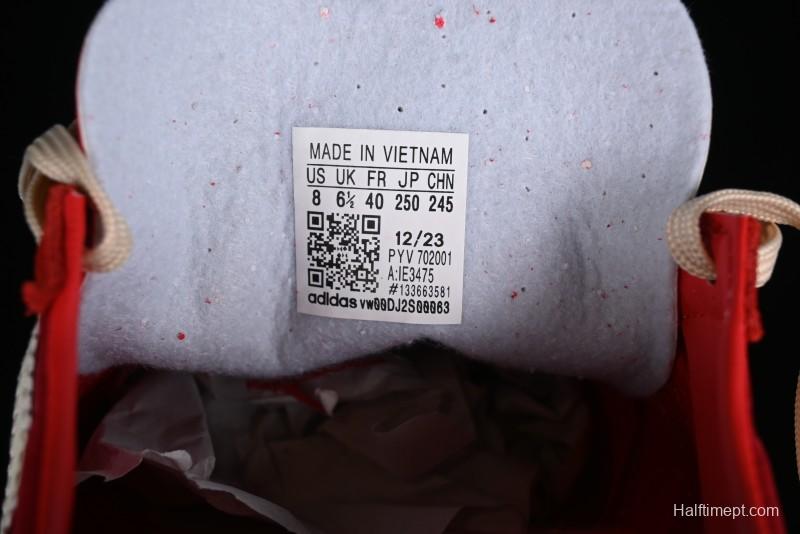 MADE IN VIETNAM
US UK FR JP CHN
8 6½ 40 250 245
12/23
PYV 702001
A:IE3475
#133663581
adidas vw00DJ2S00063
Halftimept.com